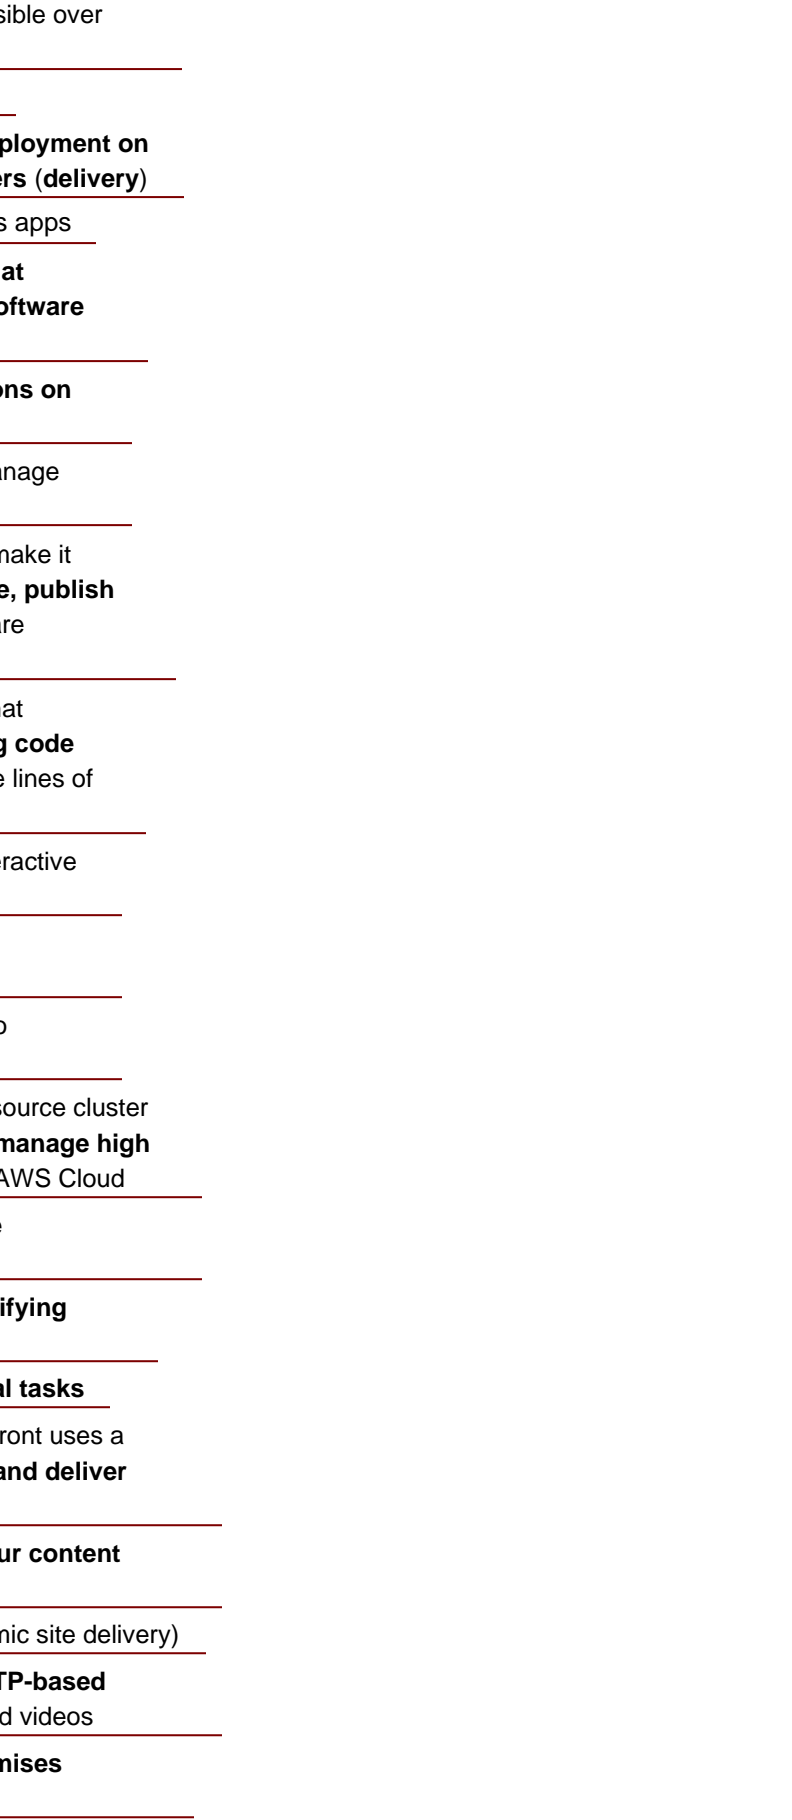 sible over
ployment on
ers (delivery)
s apps
at
oftware
ons on
anage
make it
e, publish
are
hat
g code
e lines of
eractive
o
source cluster
manage high
AWS Cloud
e
ifying
al tasks
ront uses a
and deliver
ur content
mic site delivery)
TP-based
d videos
mises